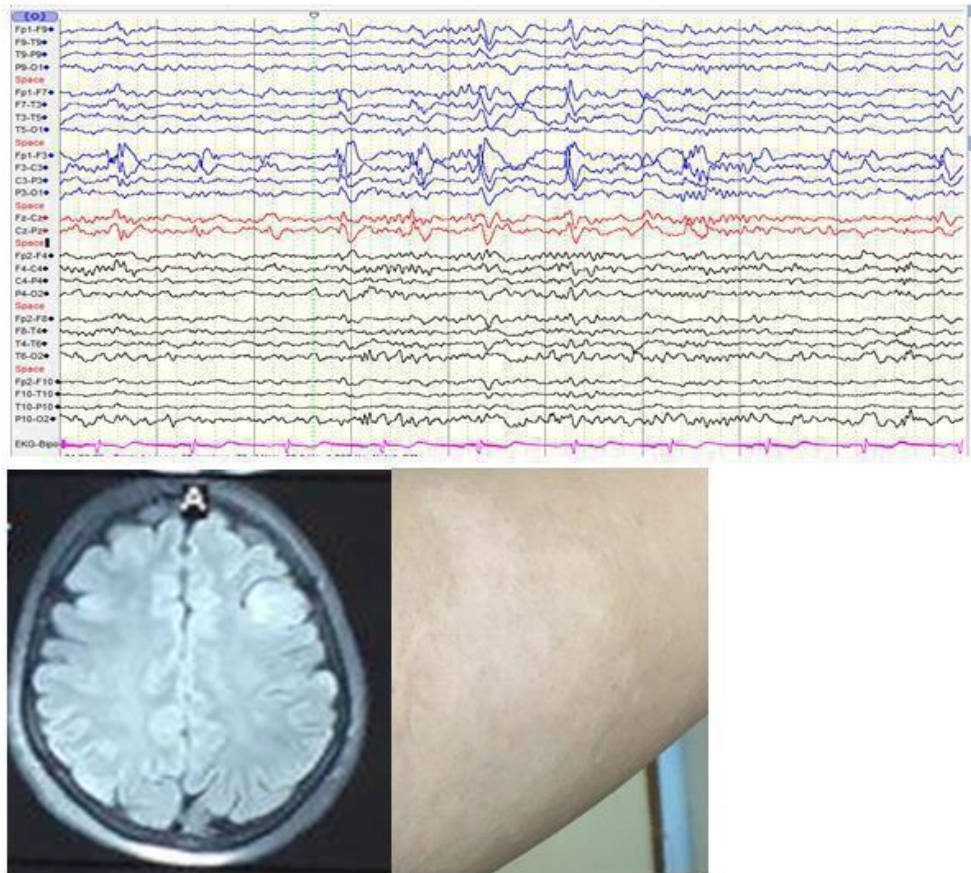 {O}
Fp1-F9
F9-T9
T9-P9
P9-O1
Space
Fp1-F7
F7-T3
T3-T5
T5-O1
Space
Fp1-F3
F3-C3
C3-P3
P3-O1
Space
Fz-Cz
Cz-Pz
Space
Fp2-F4
F4-C4
C4-P4
P4-O2
Space
Fp2-F8
F8-T4
T4-T6
T6-O2
Space
Fp2-F10
F10-T10
T10-P10
P10-O2
EKG-Bipo
A